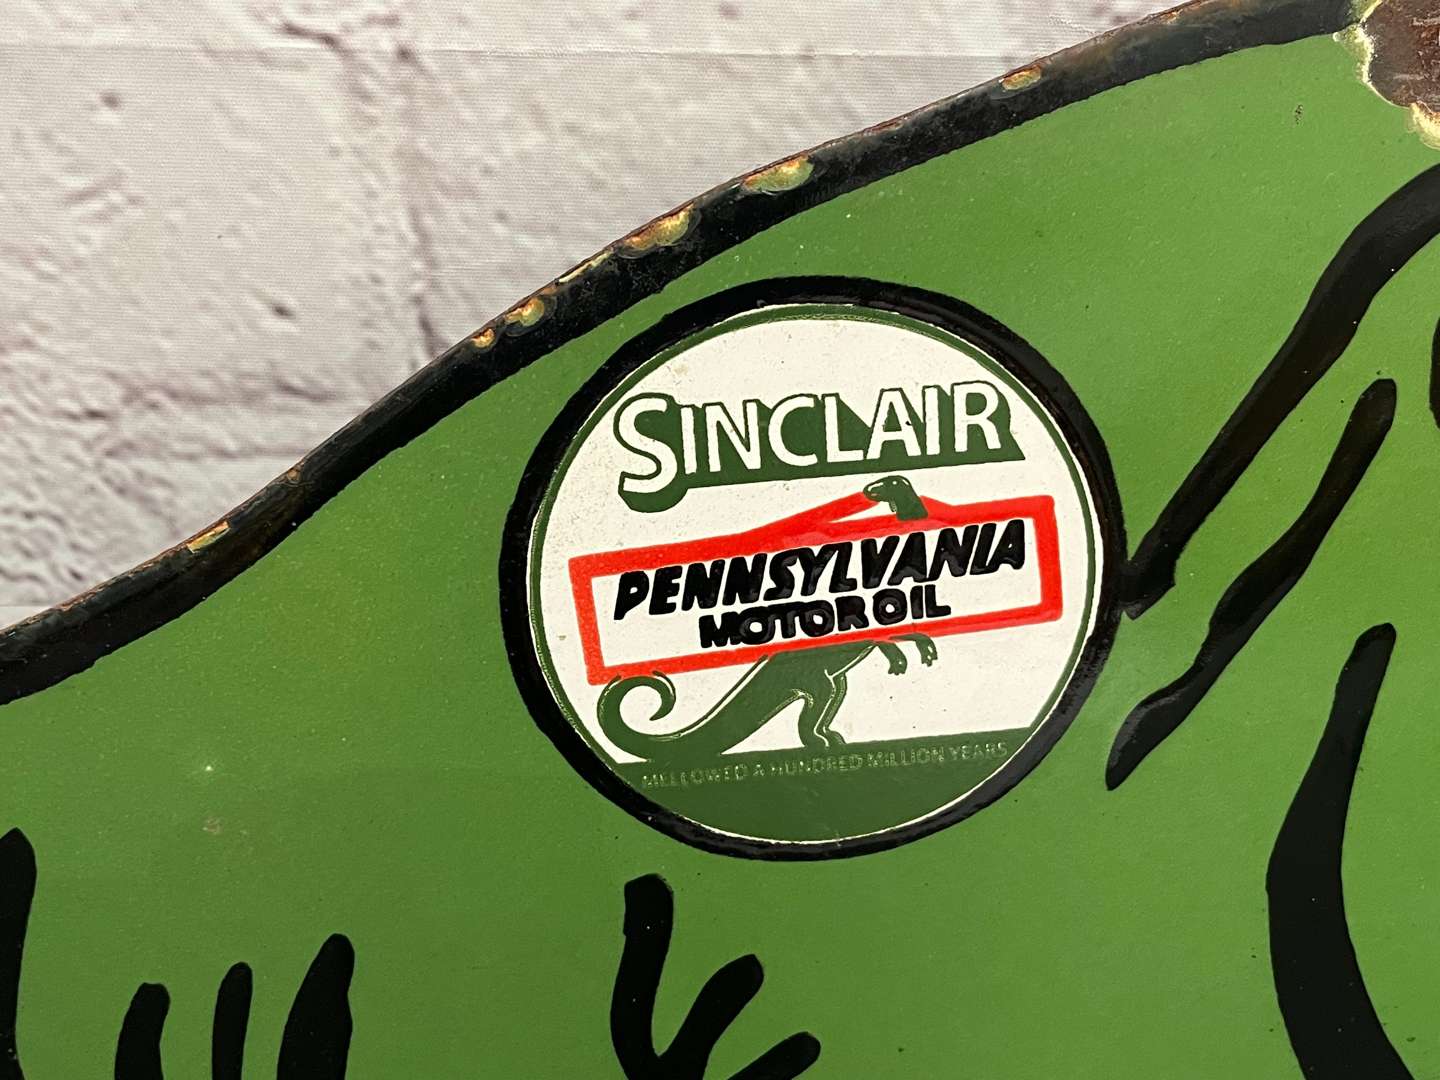 SINCLAIR
PENNSYLVANIA
MOTOR OIL
MELLOWED A HUNDRED MILLION YEARS